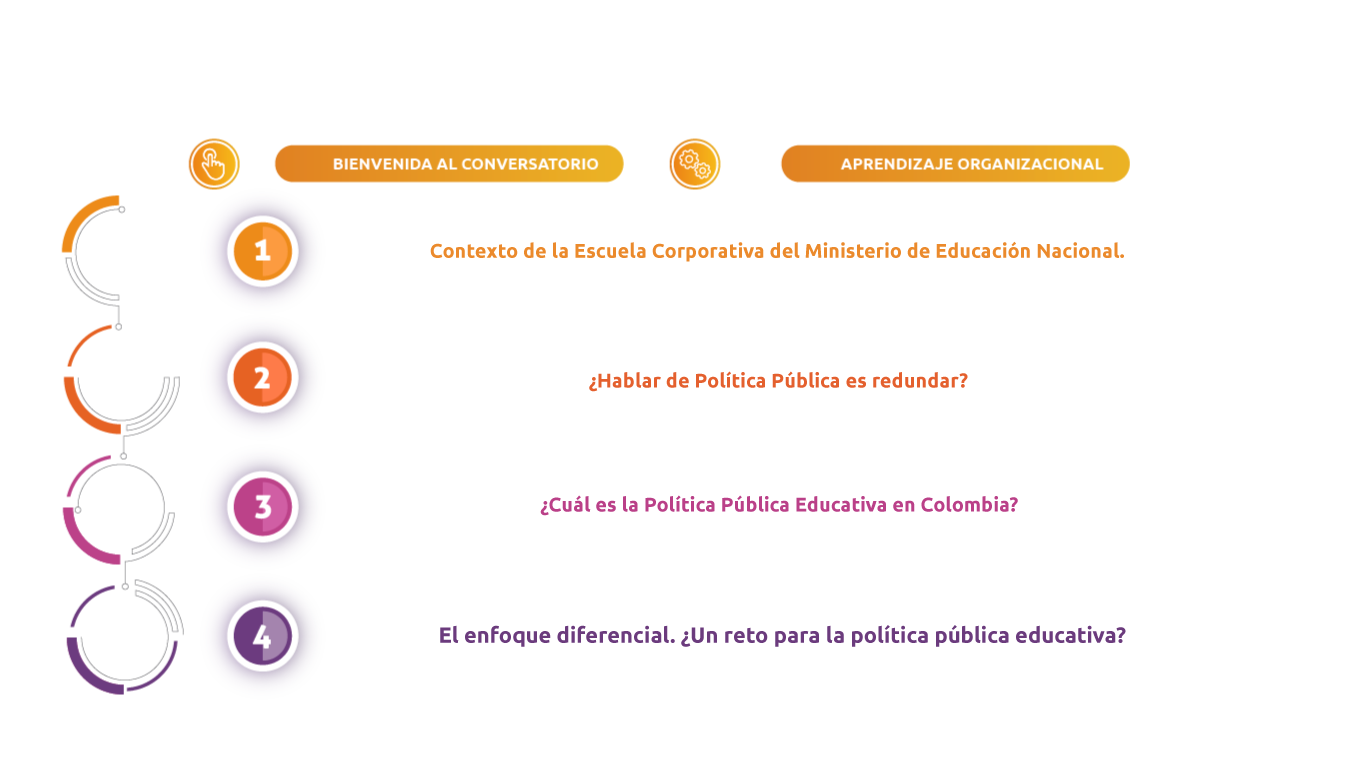 BIENVENIDA AL CONVERSATORIO
APRENDIZAJE ORGANIZACIONAL
1
Contexto de la Escuela Corporativa del Ministerio de Educación Nacional.
2
¿Hablar de Política Pública es redundar?
3
¿Cuál es la Política Pública Educativa en Colombia?
4
El enfoque diferencial. ¿Un reto para la política pública educativa?